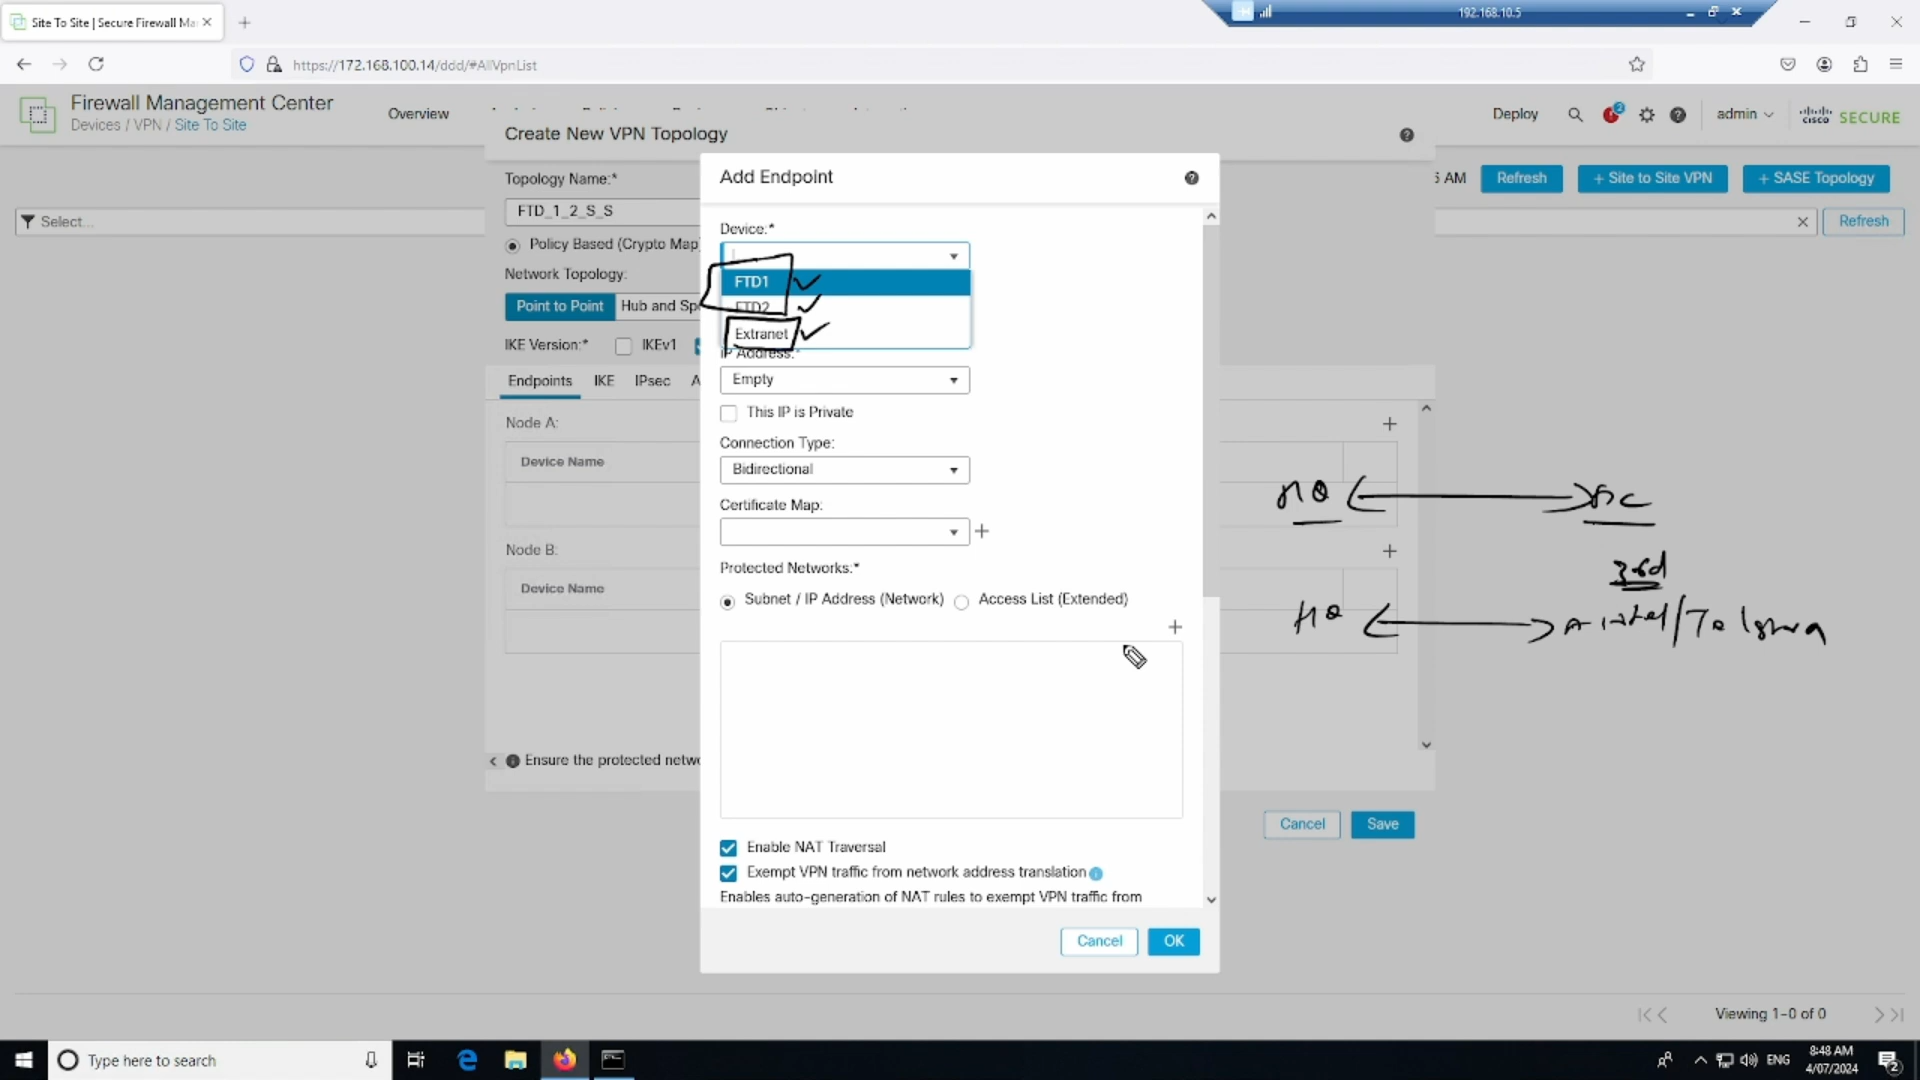 Site To Site | Secure Firewall Ma
192.168.10.5
https://172.168.100.14/ddd/#AllVpnList
Firewall Management Center
Devices / VPN / Site To Site
Overview
Deploy
2
admin
cisco SECURE
Create New VPN Topology
Topology Name:*
FTD_1_2_S_S
Policy Based (Crypto Map
Network Topology:
Point to Point
Hub and Sp
IKE Version:*
IKEv1
Endpoints
IKE
IPsec
A
Node A:
Device Name
Node B:
Device Name
Ensure the protected netw
Cancel
Save
Select...
AM
Refresh
+ Site to Site VPN
+ SASE Topology
Refresh
Add Endpoint
Device:*
FTD1
FTD2
Extranet
IP Address:*
Empty
This IP is Private
Connection Type:
Bidirectional
Certificate Map:
Protected Networks:*
Subnet / IP Address (Network)
Access List (Extended)
Enable NAT Traversal
Exempt VPN traffic from network address translation
Enables auto-generation of NAT rules to exempt VPN traffic from
Cancel
OK
HQ
3rd
HQ
Viewing 1-0 of 0
Type here to search
ENG
8:48 AM
4/07/2024
2